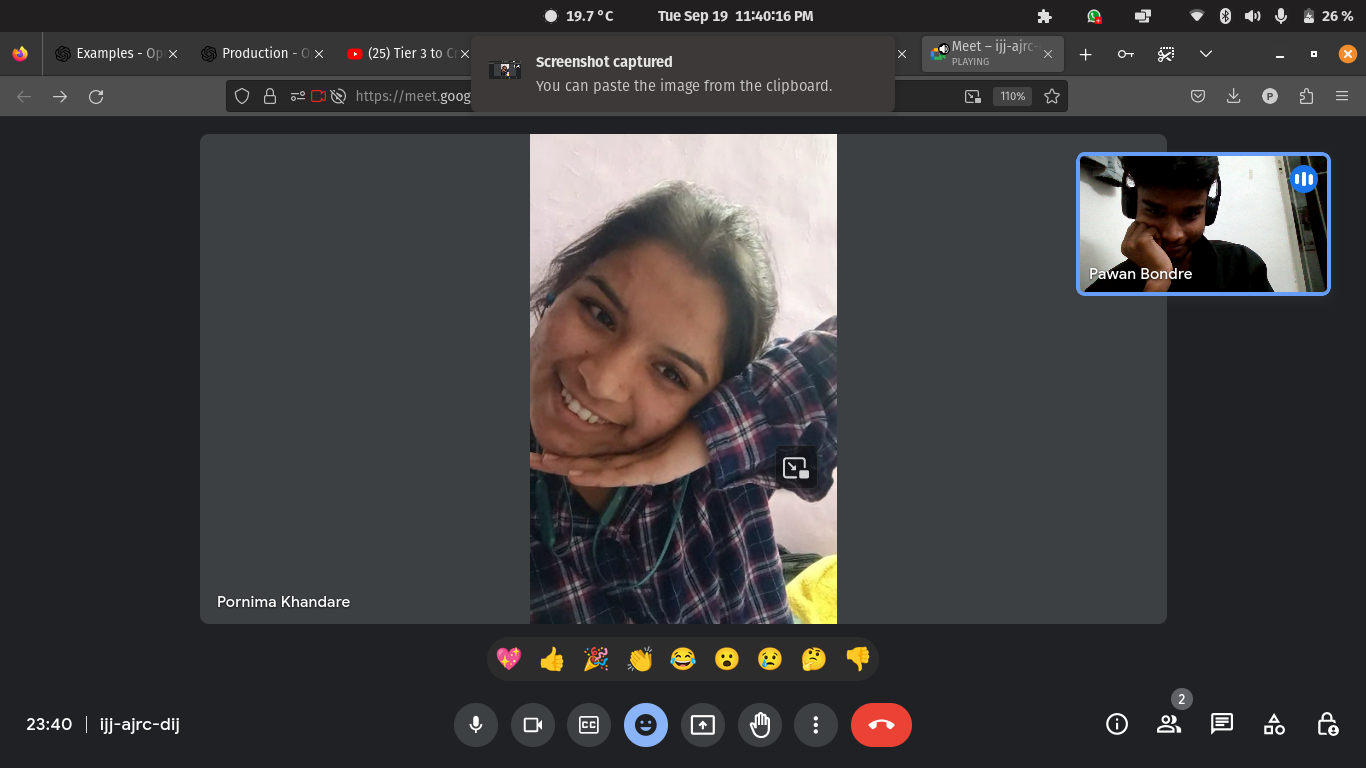 19.7 °C
Tue Sep 19 11:40:16 PM
26 %
Examples - Op
Production - O
(25) Tier 3 to C
Meet – ijj-ajrc-
PLAYING
Screenshot captured
You can paste the image from the clipboard.
https://meet.goog
110%
P
Pawan Bondre
Pornima Khandare
CC
2
23:40
ijj-ajrc-dij